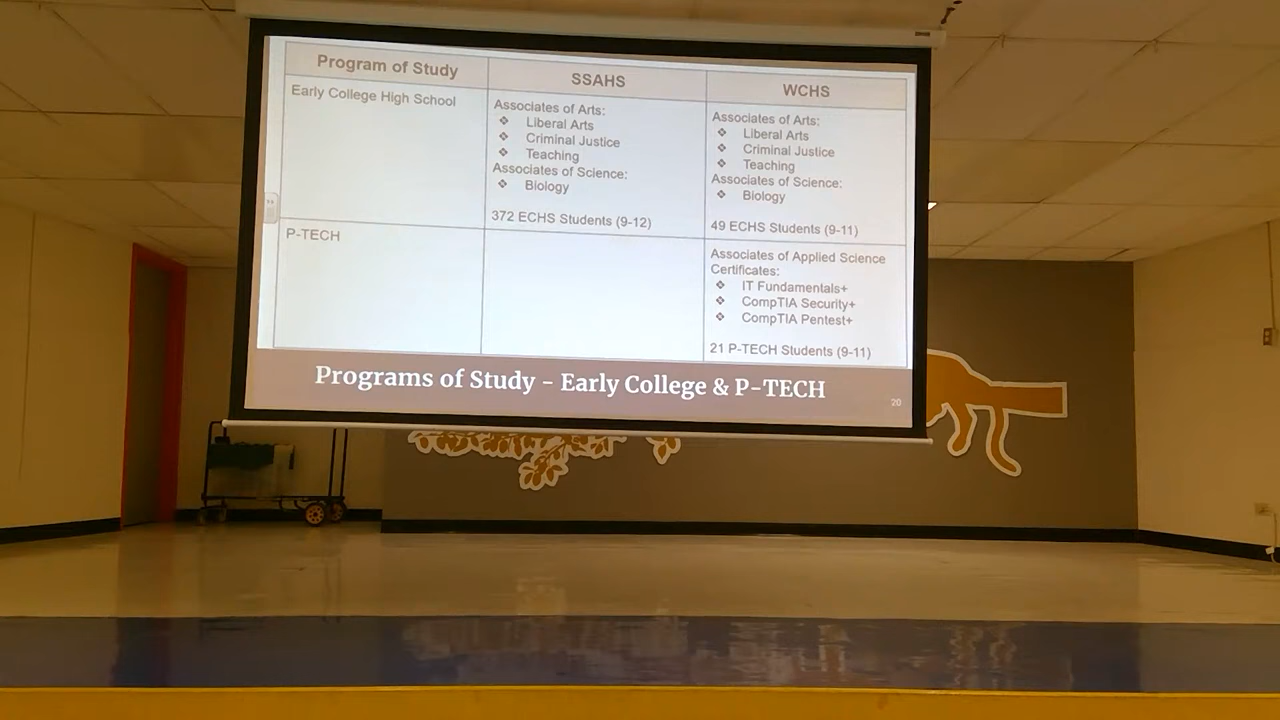 Program of Study
SSAHS
WCHS
Early College High School
Associates of Arts:
❖ Liberal Arts
❖ Criminal Justice
❖ Teaching
Associates of Science:
❖ Biology
372 ECHS Students (9-12)
Associates of Arts:
❖ Liberal Arts
❖ Criminal Justice
❖ Teaching
Associates of Science:
❖ Biology
49 ECHS Students (9-11)
P-TECH
Associates of Applied Science
Certificates:
❖ IT Fundamentals+
❖ CompTIA Security+
❖ CompTIA Pentest+
21 P-TECH Students (9-11)
Programs of Study - Early College & P-TECH
20